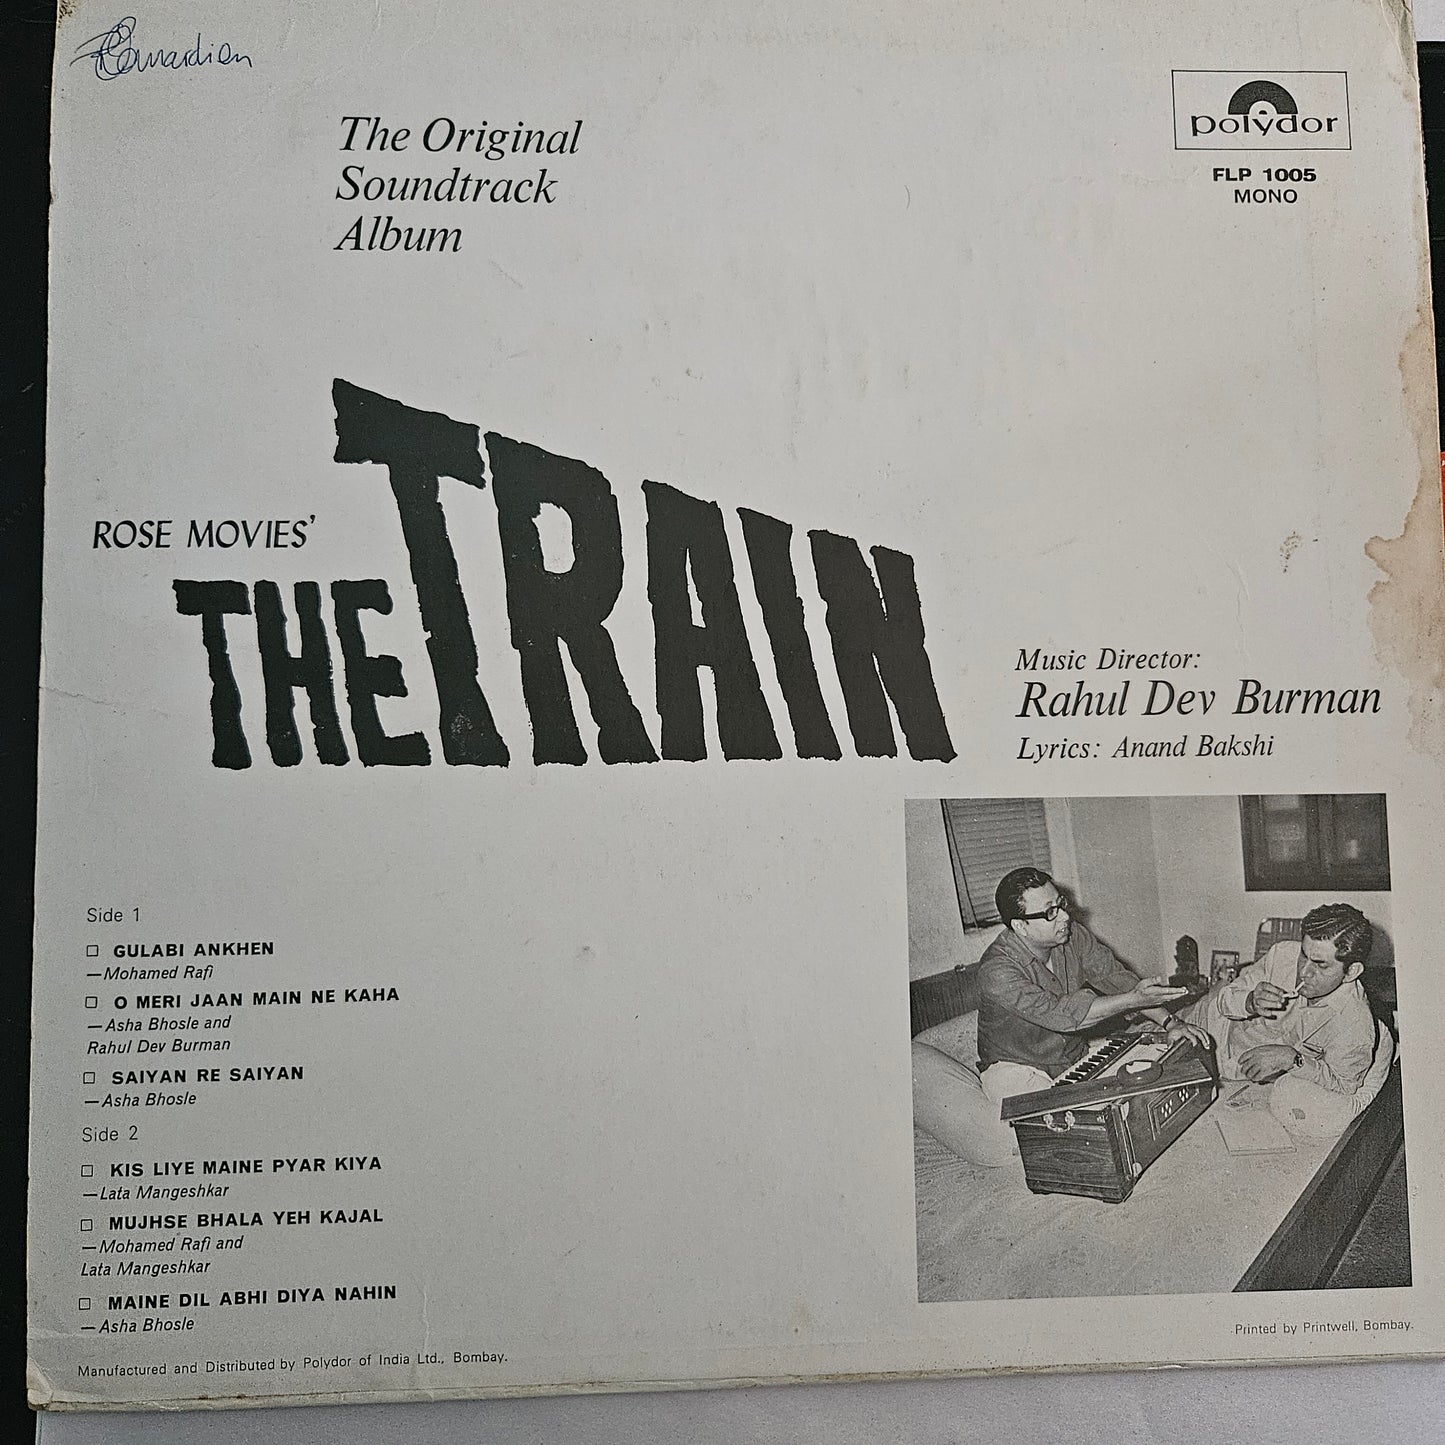 The Original
Soundtrack
Album
polydor
FLP 1005
MONO
ROSE MOVIES'
THE TRAIN
Music Director:
Rahul Dev Burman
Lyrics: Anand Bakshi
Side 1
GULABI ANKHEN
—Mohamed Rafi
O MERI JAAN MAIN NE KAHA
—Asha Bhosle and
Rahul Dev Burman
SAIYAN RE SAIYAN
—Asha Bhosle
Side 2
KIS LIYE MAINE PYAR KIYA
—Lata Mangeshkar
MUJHSE BHALA YEH KAJAL
—Mohamed Rafi and
Lata Mangeshkar
MAINE DIL ABHI DIYA NAHIN
—Asha Bhosle
Manufactured and Distributed by Polydor of India Ltd., Bombay.
Printed by Printwell, Bombay.